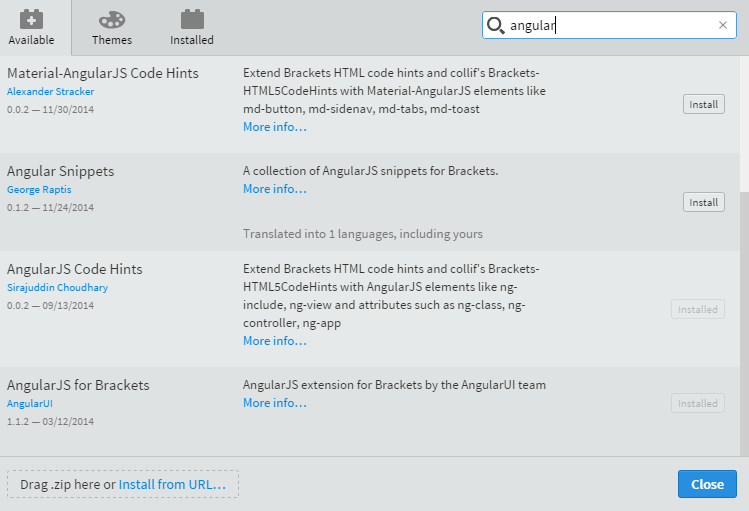 Available
Themes
Installed
angular
Material-AngularJS Code Hints
Alexander Stracker
0.0.2 — 11/30/2014
Extend Brackets HTML code hints and collif's Brackets-
HTML5CodeHints with Material-AngularJS elements like
md-button, md-sidenav, md-tabs, md-toast
More info…
Install
Angular Snippets
George Raptis
0.1.2 — 11/24/2014
A collection of AngularJS snippets for Brackets.
More info…
Translated into 1 languages, including yours
Install
AngularJS Code Hints
Sirajuddin Choudhary
0.0.2 — 09/13/2014
Extend Brackets HTML code hints and collif's Brackets-
HTML5CodeHints with AngularJS elements like ng-
include, ng-view and attributes such as ng-class, ng-
controller, ng-app
More info…
Installed
AngularJS for Brackets
AngularUI
1.1.2 — 03/12/2014
AngularJS extension for Brackets by the AngularUI team
More info…
Installed
Drag .zip here or Install from URL…
Close